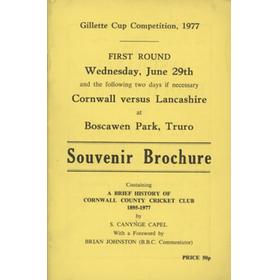 Gillette Cup Competition, 1977
FIRST ROUND
Wednesday, June 29th
and the following two days if necessary
Cornwall versus Lancashire
at
Boscawen Park, Truro
Souvenir Brochure
Containing
A BRIEF HISTORY OF
CORNWALL COUNTY CRICKET CLUB
1895-1977
by
S. CANYNGE CAPEL
With a Foreword by
BRIAN JOHNSTON (B.B.C. Commentator)
PRICE 50p